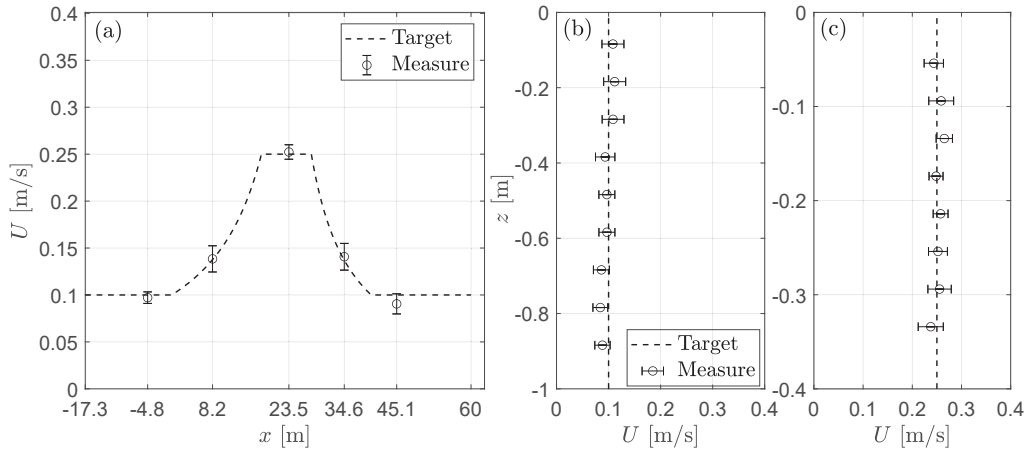 (a)
Target
Measure
0.4
0.35
0.3
0.25
0.2
0.15
0.1
0.05
0
U [m/s]
-17.3 -4.8 8.2 23.5 34.6 45.1 60
x [m]
(b)
0
-0.2
-0.4
-0.6
-0.8
-1
z [m]
Target
Measure
0 0.1 0.2 0.3 0.4
U [m/s]
(c)
0
-0.1
-0.2
-0.3
-0.4
0 0.1 0.2 0.3 0.4
U [m/s]